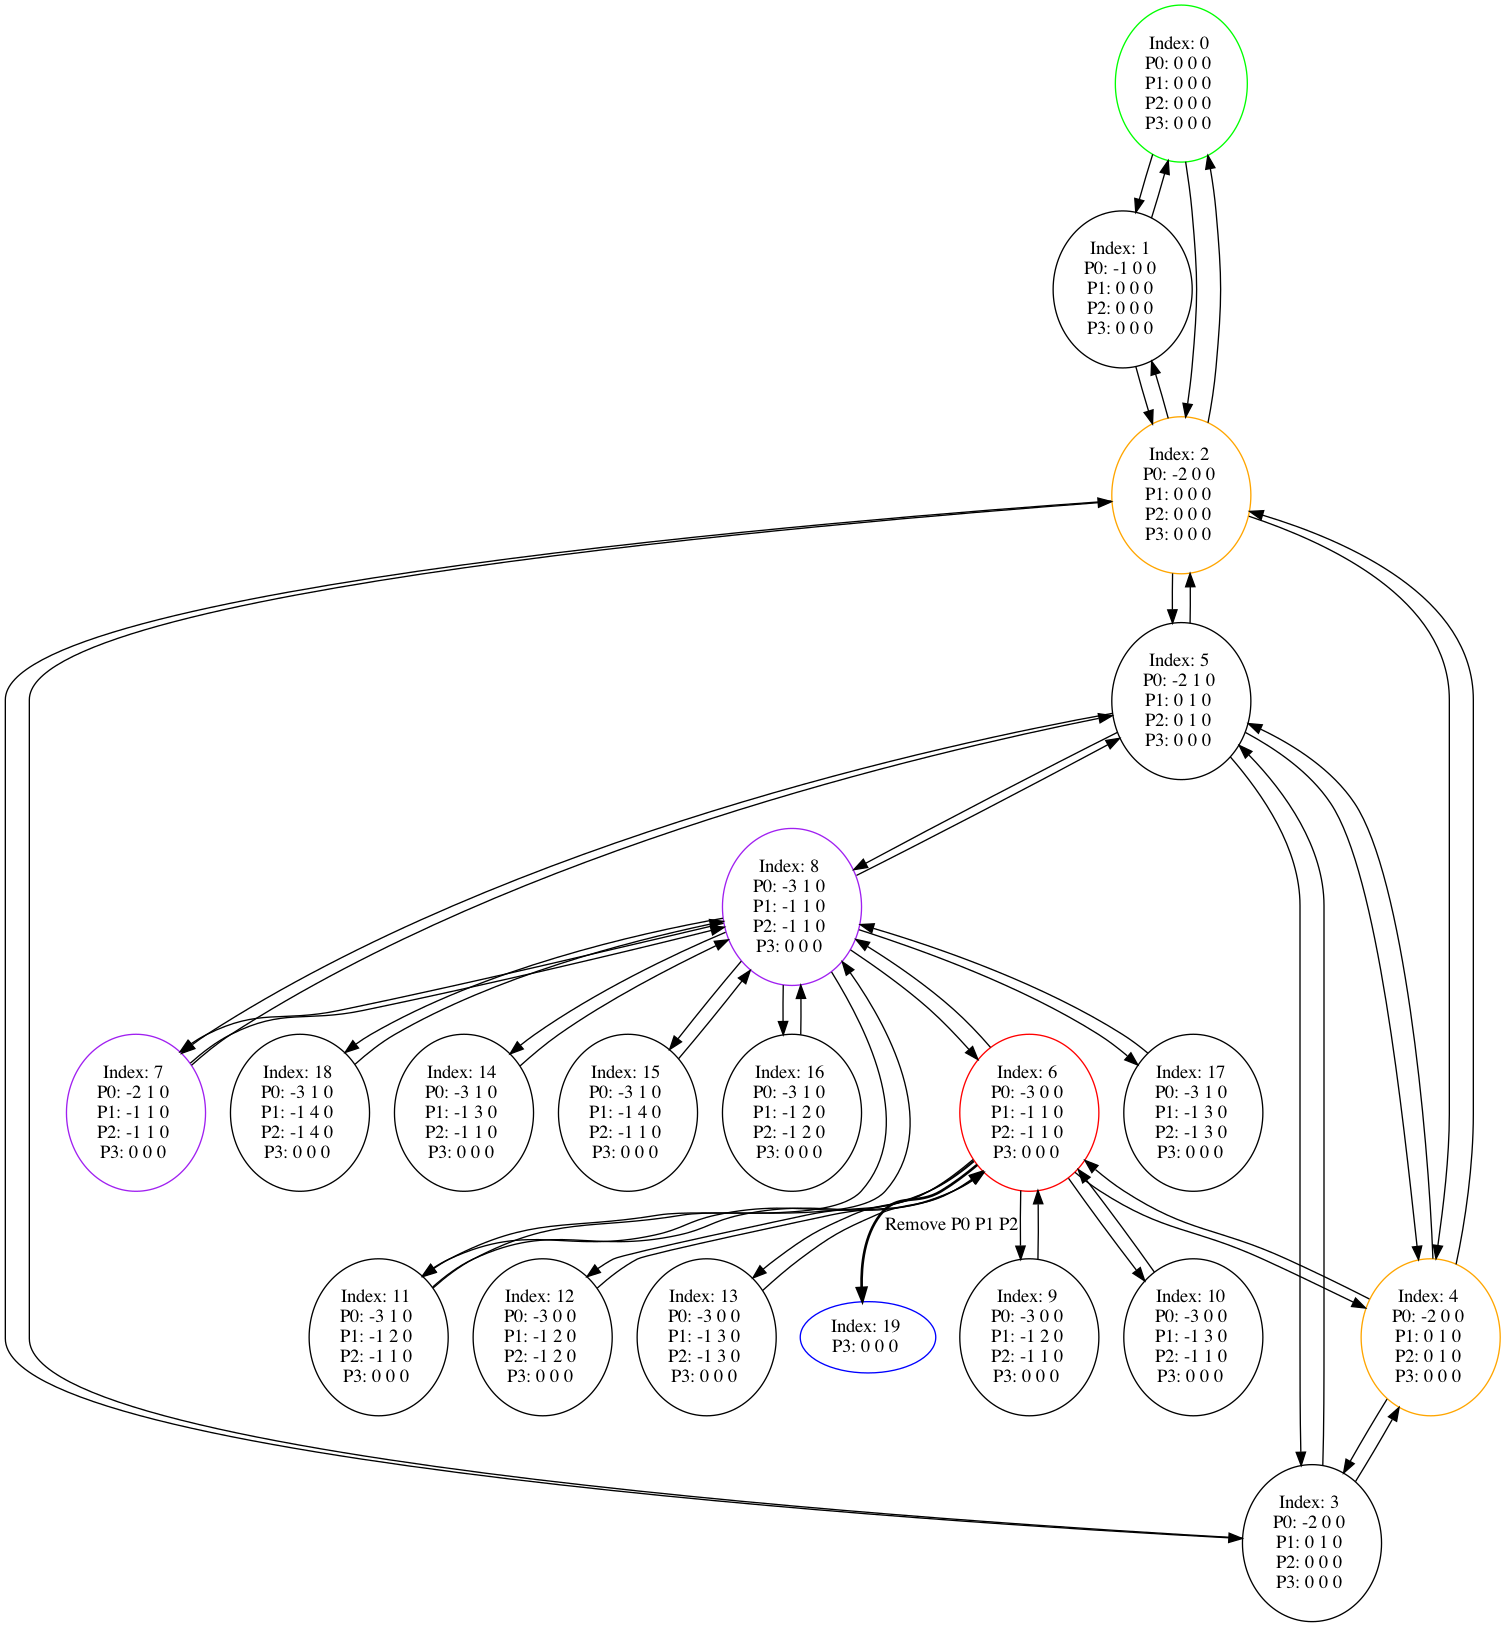 Index: 0
P0: 0 0 0
P1: 0 0 0
P2: 0 0 0
P3: 0 0 0
Index: 1
P0: -1 0 0
P1: 0 0 0
P2: 0 0 0
P3: 0 0 0
Index: 2
P0: -2 0 0
P1: 0 0 0
P2: 0 0 0
P3: 0 0 0
Index: 5
P0: -2 1 0
P1: 0 1 0
P2: 0 1 0
P3: 0 0 0
Index: 8
P0: -3 1 0
P1: -1 1 0
P2: -1 1 0
P3: 0 0 0
Index: 7
P0: -2 1 0
P1: -1 1 0
P2: -1 1 0
P3: 0 0 0
Index: 18
P0: -3 1 0
P1: -1 4 0
P2: -1 4 0
P3: 0 0 0
Index: 14
P0: -3 1 0
P1: -1 3 0
P2: -1 1 0
P3: 0 0 0
Index: 15
P0: -3 1 0
P1: -1 4 0
P2: -1 1 0
P3: 0 0 0
Index: 16
P0: -3 1 0
P1: -1 2 0
P2: -1 2 0
P3: 0 0 0
Index: 6
P0: -3 0 0
P1: -1 1 0
P2: -1 1 0
P3: 0 0 0
Index: 17
P0: -3 1 0
P1: -1 3 0
P2: -1 3 0
P3: 0 0 0
Remove P0 P1 P2
Index: 11
P0: -3 1 0
P1: -1 2 0
P2: -1 1 0
P3: 0 0 0
Index: 12
P0: -3 0 0
P1: -1 2 0
P2: -1 2 0
P3: 0 0 0
Index: 13
P0: -3 0 0
P1: -1 3 0
P2: -1 3 0
P3: 0 0 0
Index: 19
P3: 0 0 0
Index: 9
P0: -3 0 0
P1: -1 2 0
P2: -1 1 0
P3: 0 0 0
Index: 10
P0: -3 0 0
P1: -1 3 0
P2: -1 1 0
P3: 0 0 0
Index: 4
P0: -2 0 0
P1: 0 1 0
P2: 0 1 0
P3: 0 0 0
Index: 3
P0: -2 0 0
P1: 0 1 0
P2: 0 0 0
P3: 0 0 0